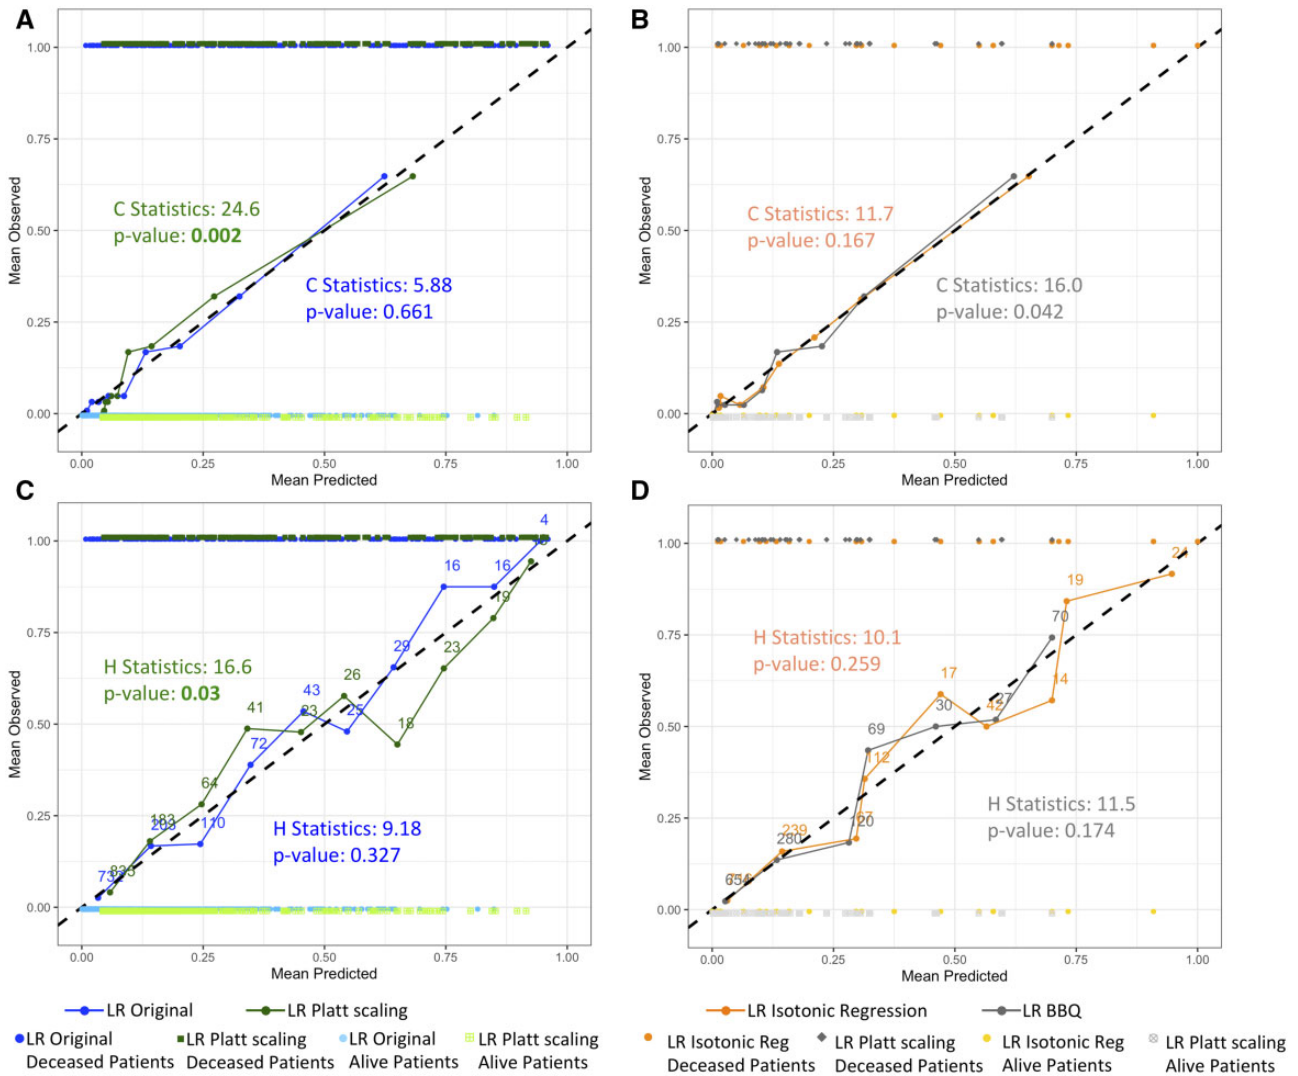 A
1.00
0.75
0.50
0.25
0.00
Mean Observed
C Statistics: 24.6
p-value: 0.002
C Statistics: 5.88
p-value: 0.661
0.00 0.25 0.50 0.75 1.00
Mean Predicted
B
1.00
0.75
0.50
0.25
0.00
Mean Observed
C Statistics: 11.7
p-value: 0.167
C Statistics: 16.0
p-value: 0.042
0.00 0.25 0.50 0.75 1.00
Mean Predicted
C
1.00
0.75
0.50
0.25
0.00
Mean Observed
4
16 16
19
29 23
26
43
23 25
18
41
72
64
110
183
H Statistics: 16.6
p-value: 0.03
H Statistics: 9.18
p-value: 0.327
0.00 0.25 0.50 0.75 1.00
Mean Predicted
D
1.00
0.75
0.50
0.25
0.00
Mean Observed
24
19
70
17
14
30
42
27
69
112
239
280
H Statistics: 10.1
p-value: 0.259
H Statistics: 11.5
p-value: 0.174
0.00 0.25 0.50 0.75 1.00
Mean Predicted
LR Original LR Platt scaling
LR Original LR Platt scaling LR Original LR Platt scaling
Deceased Patients Deceased Patients Alive Patients Alive Patients
LR Isotonic Regression LR BBQ
LR Isotonic Reg LR Platt scaling LR Isotonic Reg LR Platt scaling
Deceased Patients Deceased Patients Alive Patients Alive Patients